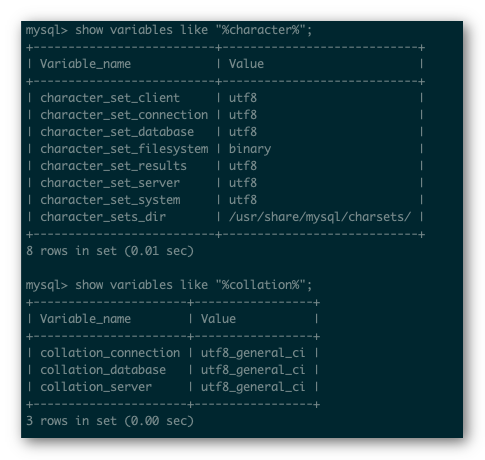 mysql> show variables like "%character%";
+--------------------------+----------------------------+
| Variable_name            | Value                      |
+--------------------------+----------------------------+
| character_set_client     | utf8                       |
| character_set_connection | utf8                       |
| character_set_database   | utf8                       |
| character_set_filesystem | binary                     |
| character_set_results    | utf8                       |
| character_set_server     | utf8                       |
| character_set_system     | utf8                       |
| character_sets_dir       | /usr/share/mysql/charsets/ |
+--------------------------+----------------------------+
8 rows in set (0.01 sec)
mysql> show variables like "%collation%";
+----------------------+-----------------+
| Variable_name        | Value           |
+----------------------+-----------------+
| collation_connection | utf8_general_ci |
| collation_database   | utf8_general_ci |
| collation_server     | utf8_general_ci |
+----------------------+-----------------+
3 rows in set (0.00 sec)